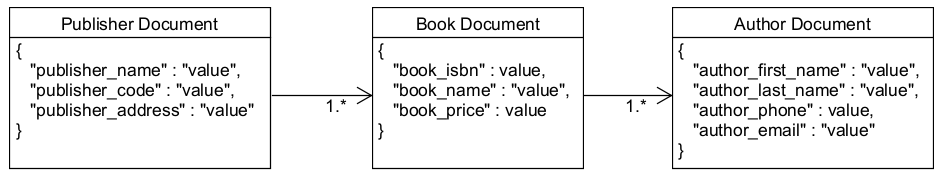 Publisher Document
{
"publisher_name" : "value",
"publisher_code" : "value",
"publisher_address" : "value"
}
1.*
Book Document
{
"book_isbn" : value,
"book_name" : "value",
"book_price" : value
}
1.*
Author Document
{
"author_first_name" : "value",
"author_last_name" : "value",
"author_phone" : value,
"author_email" : "value"
}